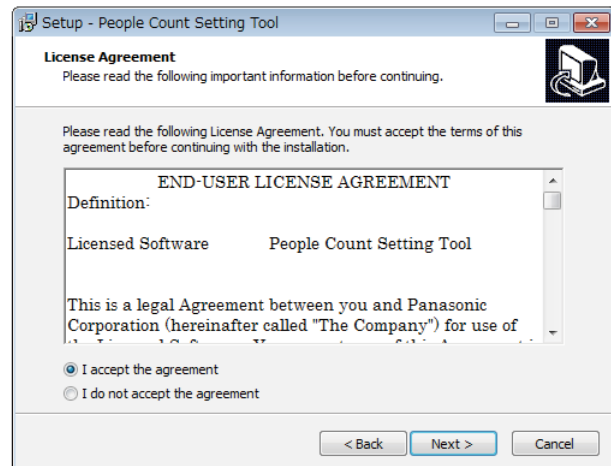 Setup - People Count Setting Tool
License Agreement
Please read the following important information before continuing.
Please read the following License Agreement. You must accept the terms of this
agreement before continuing with the installation.
END-USER LICENSE AGREEMENT
Definition:
Licensed Software People Count Setting Tool
This is a legal Agreement between you and Panasonic
Corporation (hereinafter called "The Company") for use of
I accept the agreement
I do not accept the agreement
< Back Next > Cancel